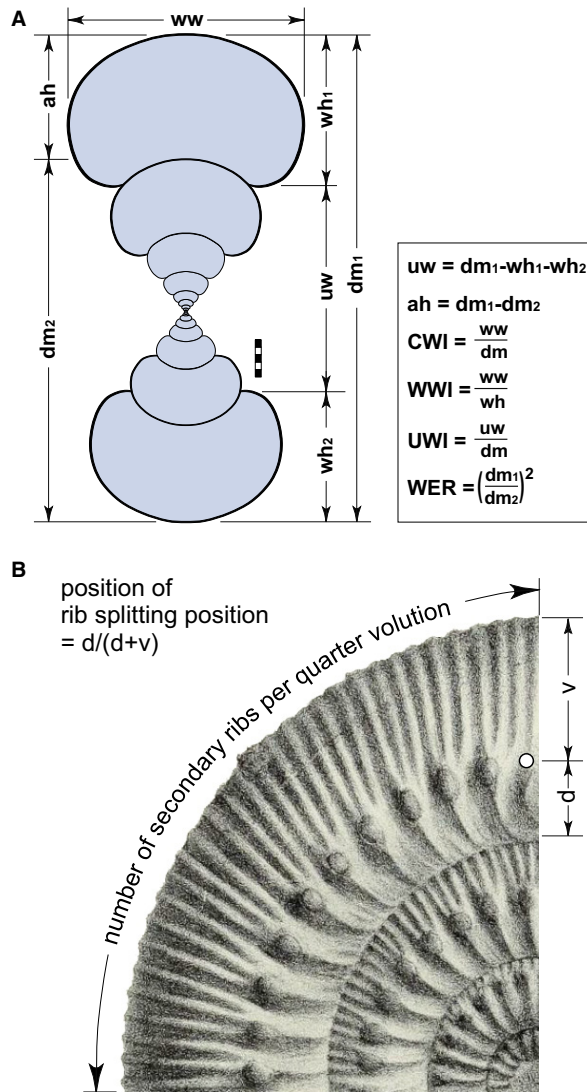 A
ww
ah
wh₁
dm₂
uw
dm₁
wh₂
uw = dm₁-wh₁-wh₂
ah = dm₁-dm₂
CWI = ww/dm
WWI = ww/wh
UWI = uw/dm
WER = (dm₁/dm₂)²
B
position of
rib splitting position
= d/(d+v)
number of secondary ribs per quarter volution
v
d